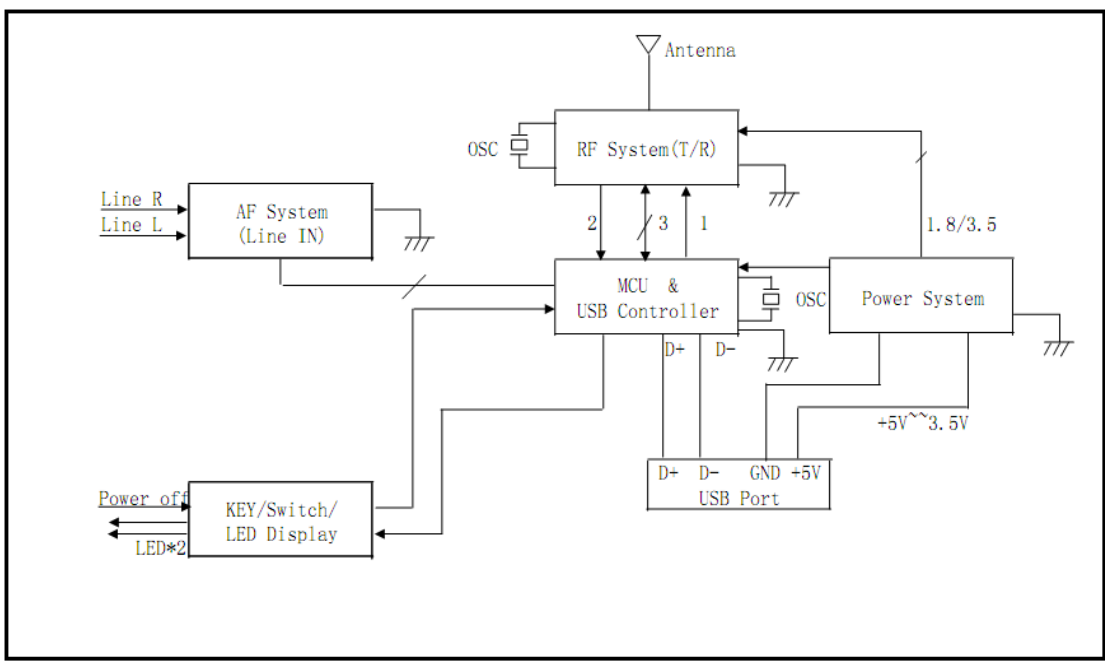 Antenna
OSC
RF System(T/R)
Line R
Line L
AF System
(Line IN)
2
3
1
1.8/3.5
MCU &
USB Controller
OSC
Power System
D+ D-
+5V~~3.5V
D+ D- GND +5V
USB Port
Power off
KEY/Switch/
LED Display
LED*2